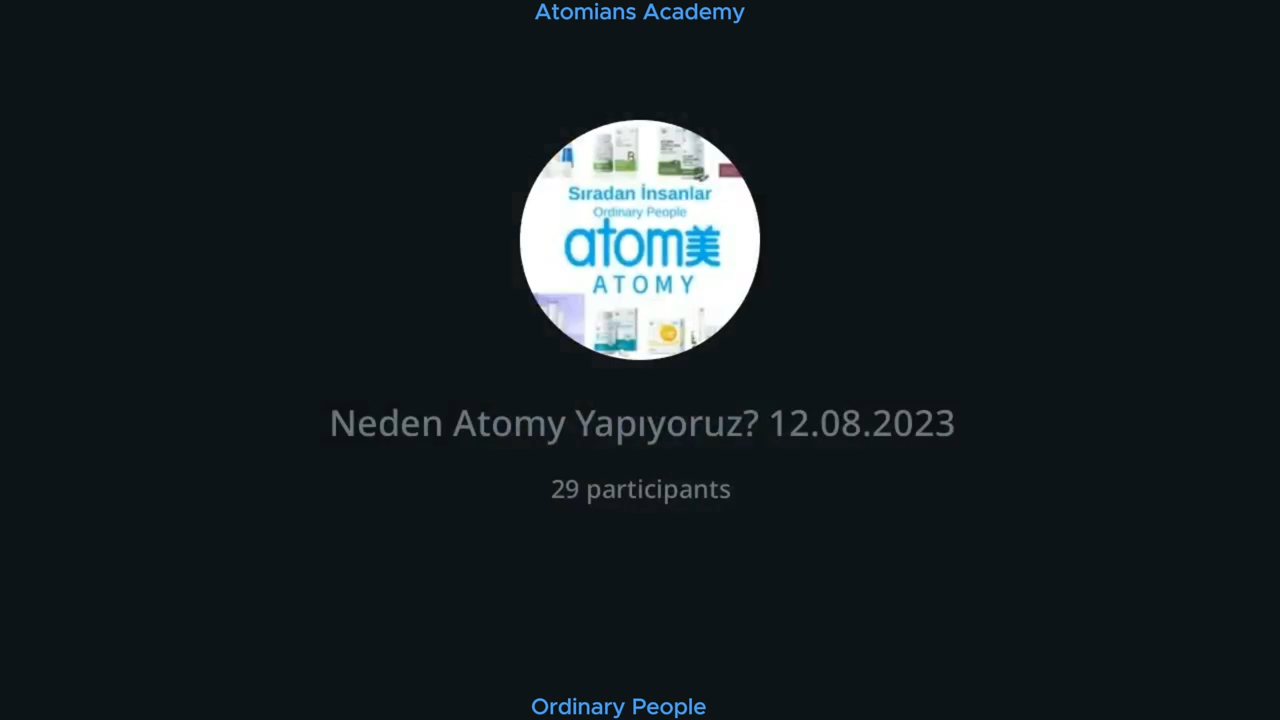 Atomians Academy
Sıradan İnsanlar
Ordinary People
atom美
ATOMY
Neden Atomy Yapıyoruz? 12.08.2023
29 participants
Ordinary People